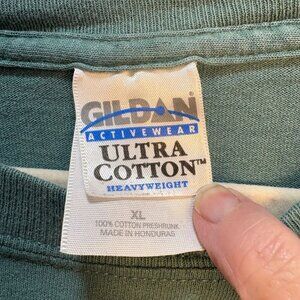 GILDAN
ACTIVEWEAR
ULTRA
COTTON™
HEAVYWEIGHT
XL
100% COTTON PRESHRUNK
MADE IN HONDURAS